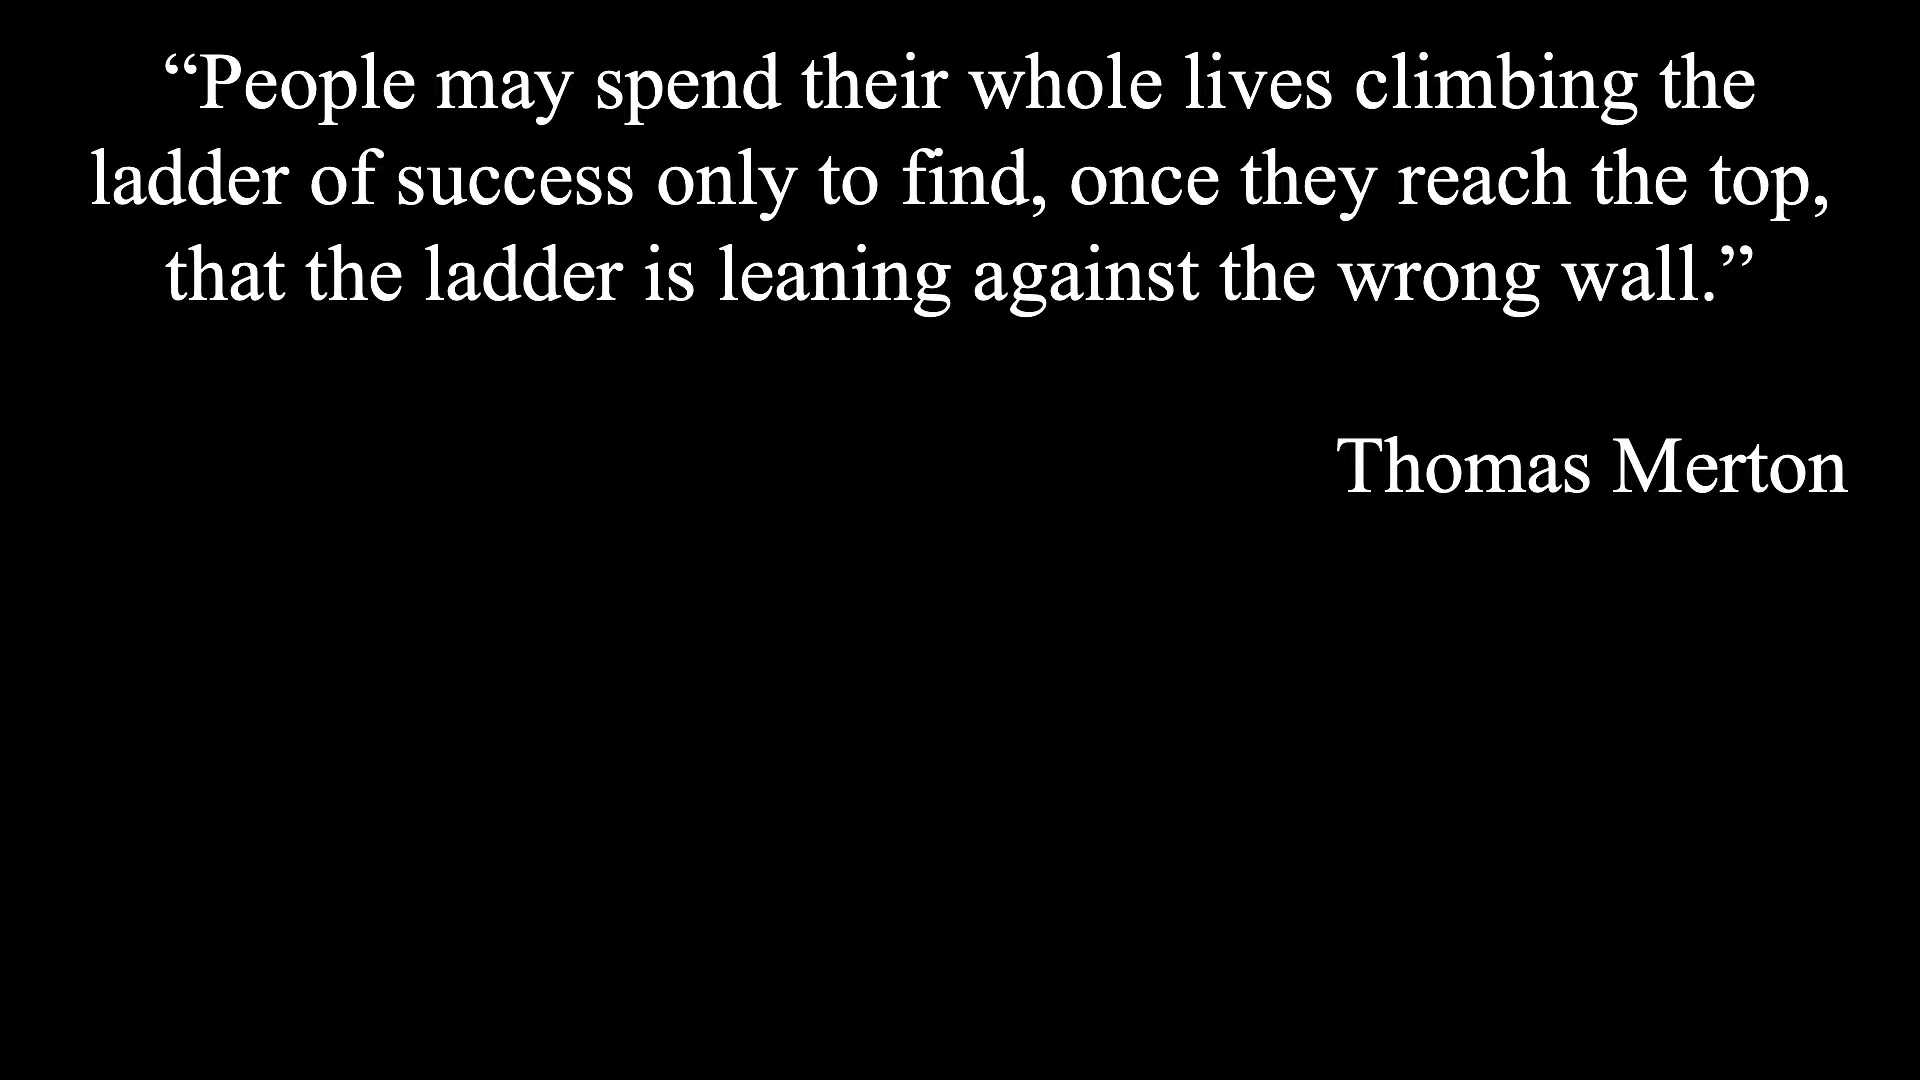 “People may spend their whole lives climbing the
ladder of success only to find, once they reach the top,
that the ladder is leaning against the wrong wall.”
Thomas Merton